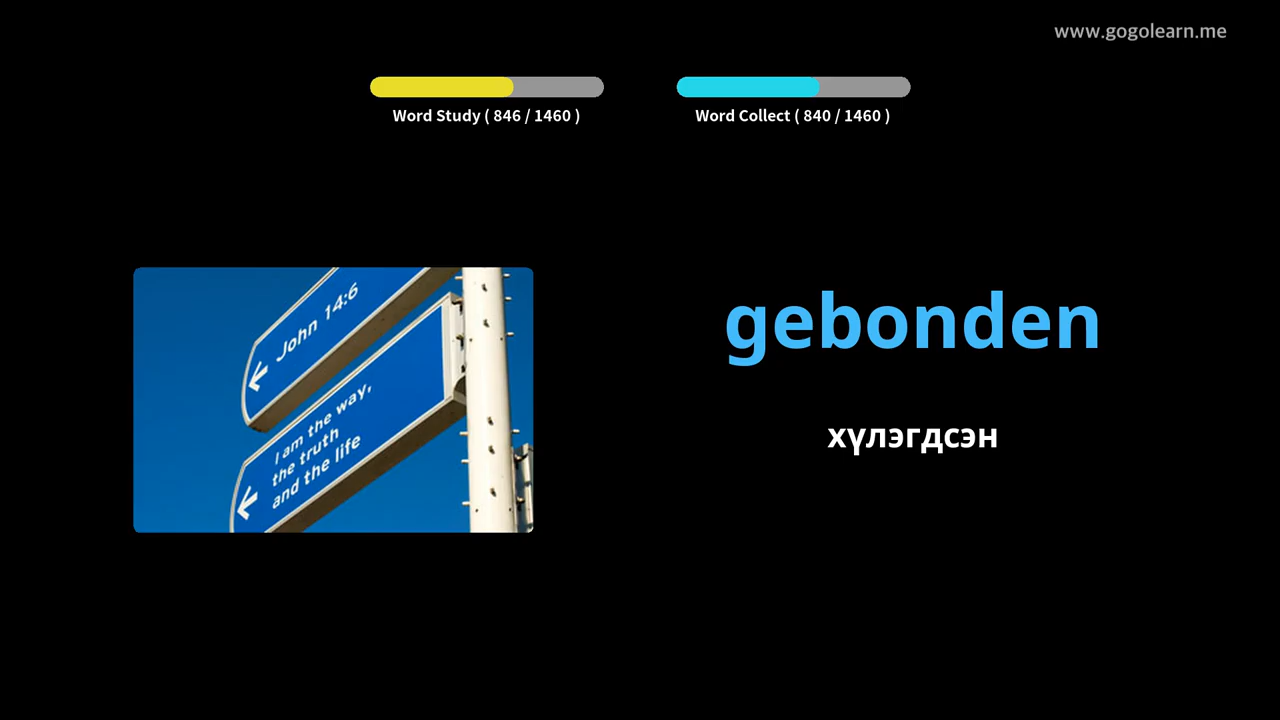 www.gogolearn.me
Word Study ( 846 / 1460 )
Word Collect ( 840 / 1460 )
John 14:6
I am the way,
the truth
and the life
gebonden
хүлэгдсэн